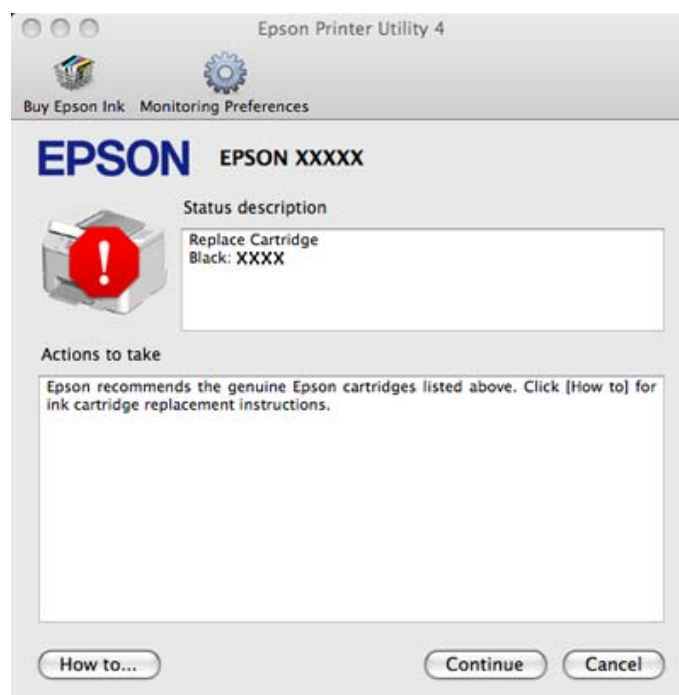 Epson Printer Utility 4
Buy Epson Ink Monitoring Preferences
EPSON EPSON XXXXX
Status description
Replace Cartridge
Black: XXXX
!
Actions to take
Epson recommends the genuine Epson cartridges listed above. Click [How to] for
ink cartridge replacement instructions.
How to... Continue Cancel